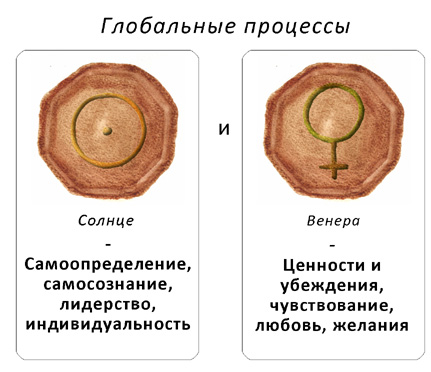 Глобальные процессы
Солнце
-
Самоопределение,
самосознание,
лидерство,
индивидуальность
и
Венера
-
Ценности и
убеждения,
чувствование,
любовь, желания